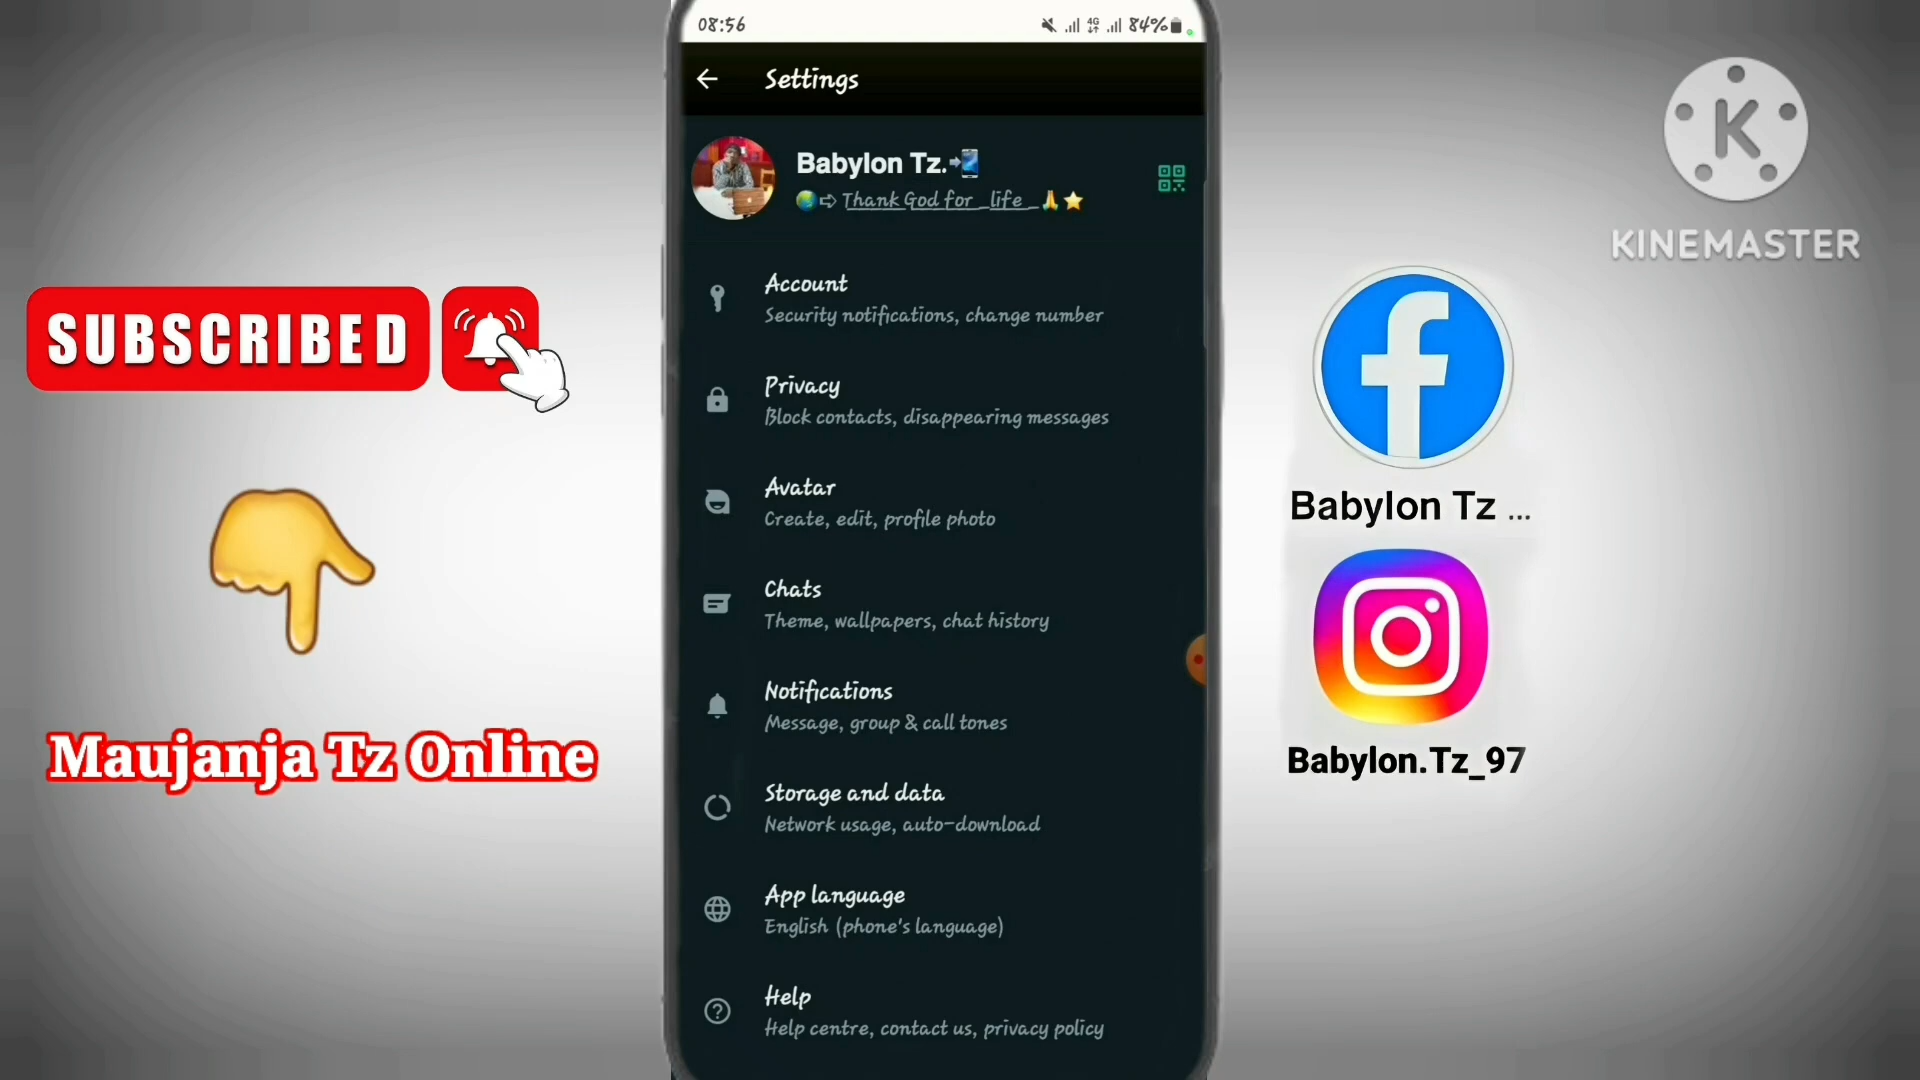 08:56
4G
84%
Settings
Babylon Tz.
Thank God for _life _
Account
Security notifications, change number
Privacy
Block contacts, disappearing messages
Avatar
Create, edit, profile photo
Chats
Theme, wallpapers, chat history
Notifications
Message, group & call tones
Storage and data
Network usage, auto-download
App language
English (phone's language)
Help
Help centre, contact us, privacy policy
SUBSCRIBED
Maujanja Tz Online
K
KINEMASTER
Babylon Tz ...
Babylon.Tz_97